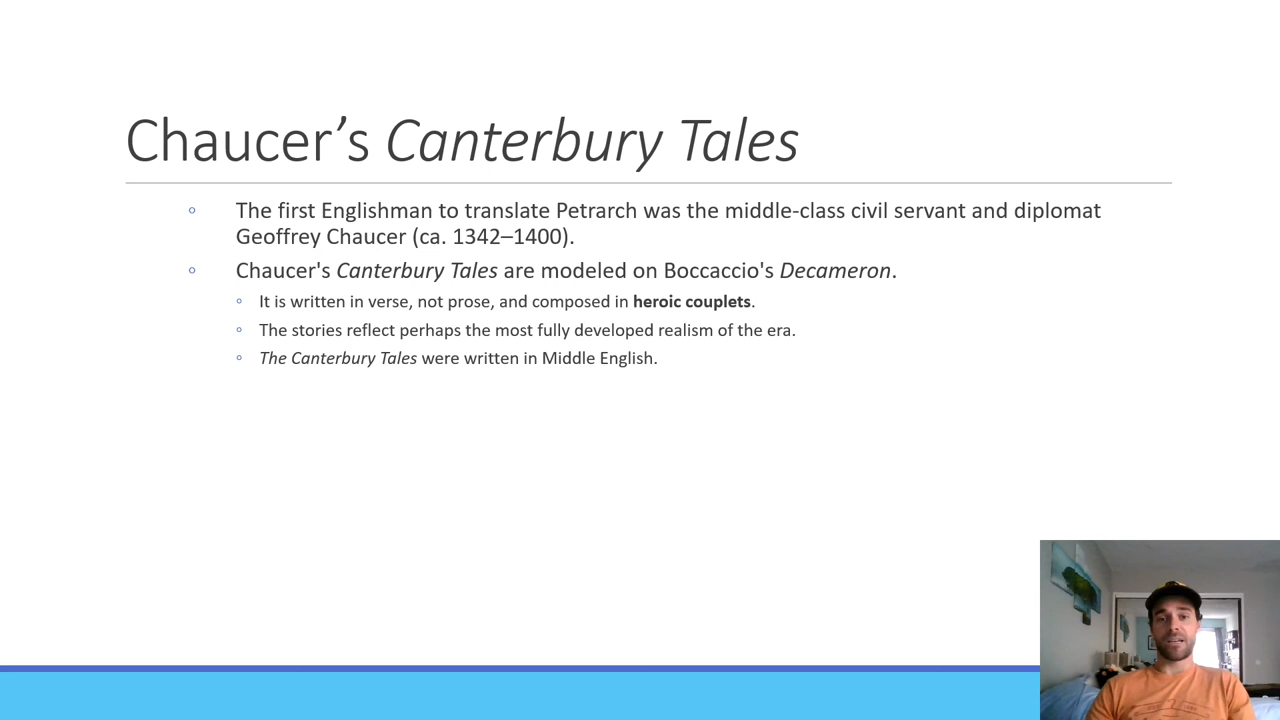 Chaucer’s Canterbury Tales
The first Englishman to translate Petrarch was the middle-class civil servant and diplomat
Geoffrey Chaucer (ca. 1342–1400).
Chaucer's Canterbury Tales are modeled on Boccaccio's Decameron.
It is written in verse, not prose, and composed in heroic couplets.
The stories reflect perhaps the most fully developed realism of the era.
The Canterbury Tales were written in Middle English.